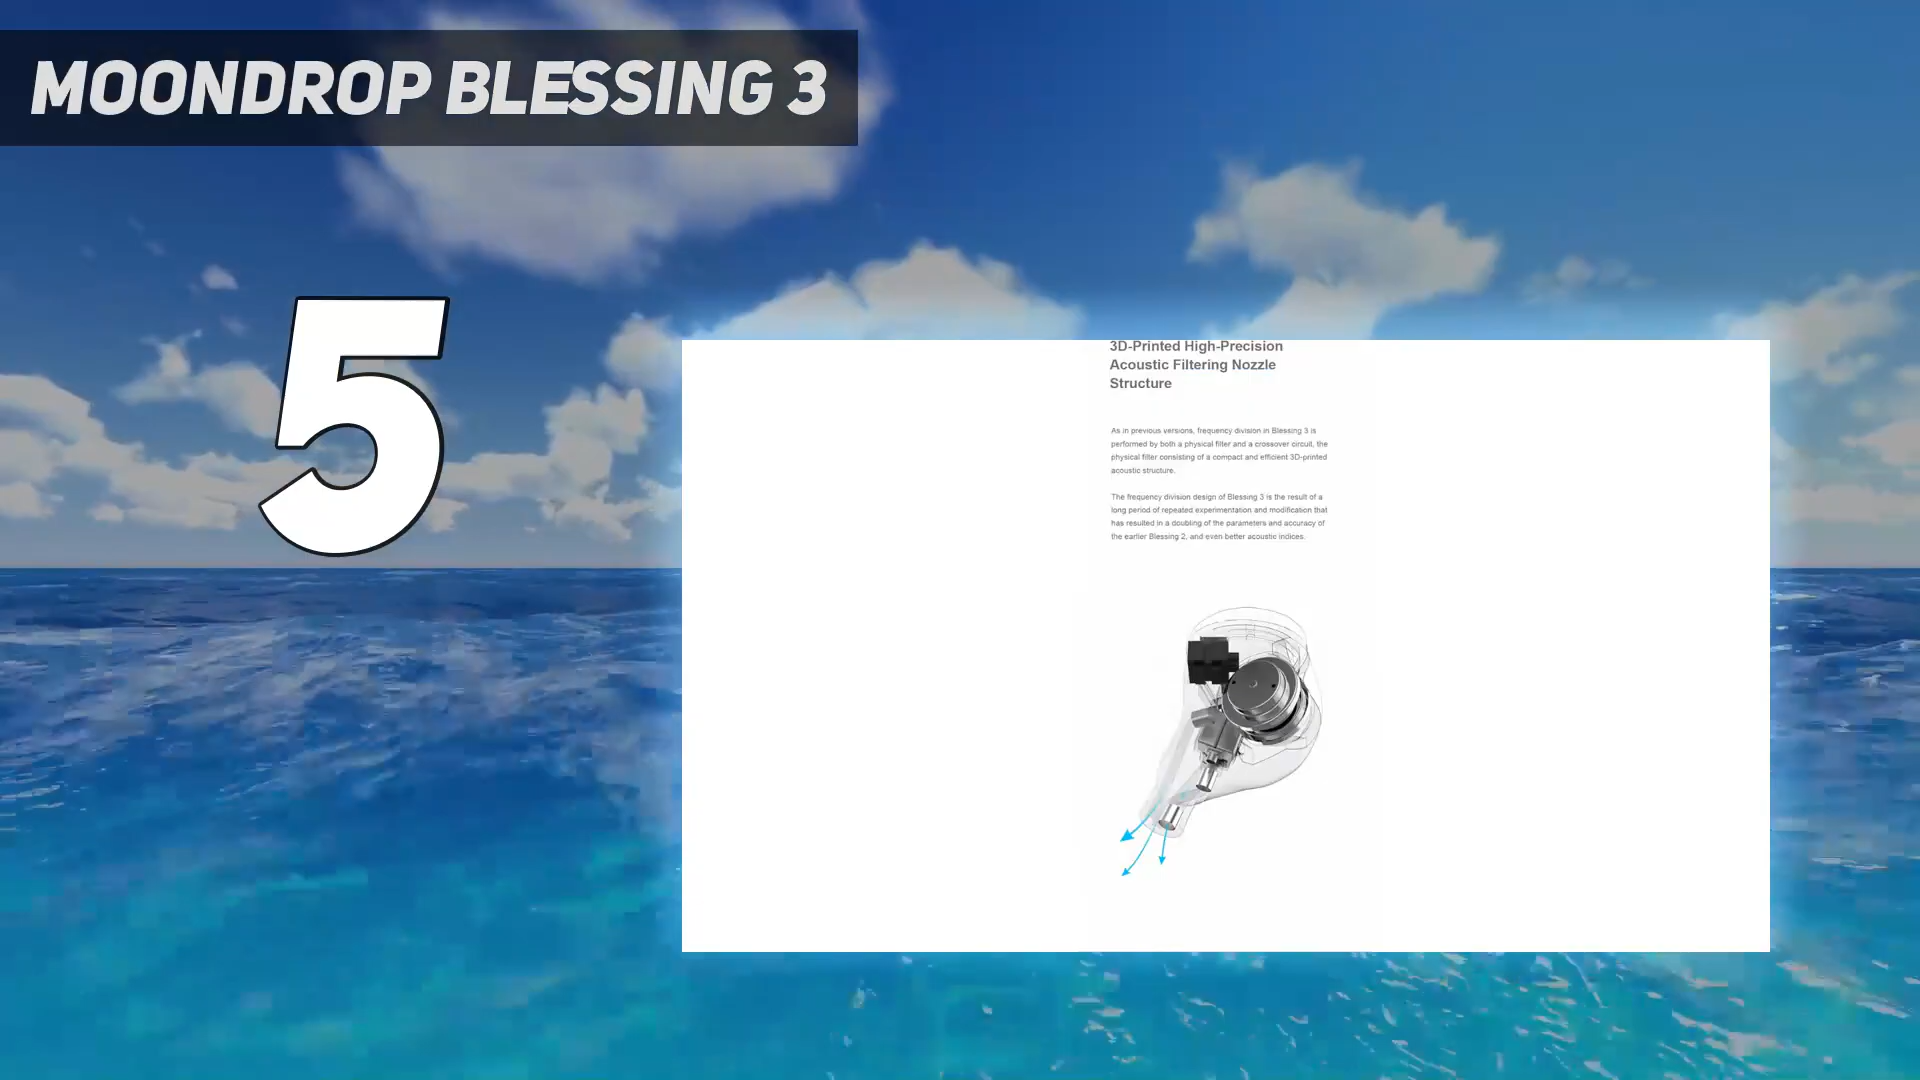 MOONDROP BLESSING 3
5
3D-Printed High-Precision
Acoustic Filtering Nozzle
Structure
As in previous versions, frequency division in Blessing 3 is
performed by both a physical filter and a crossover circuit, the
physical filter consisting of a compact and efficient 3D-printed
acoustic structure.
The frequency division design of Blessing 3 is the result of a
long period of repeated experimentation and modification that
has resulted in a doubling of the parameters and accuracy of
the earlier Blessing 2, and even better acoustic indices.